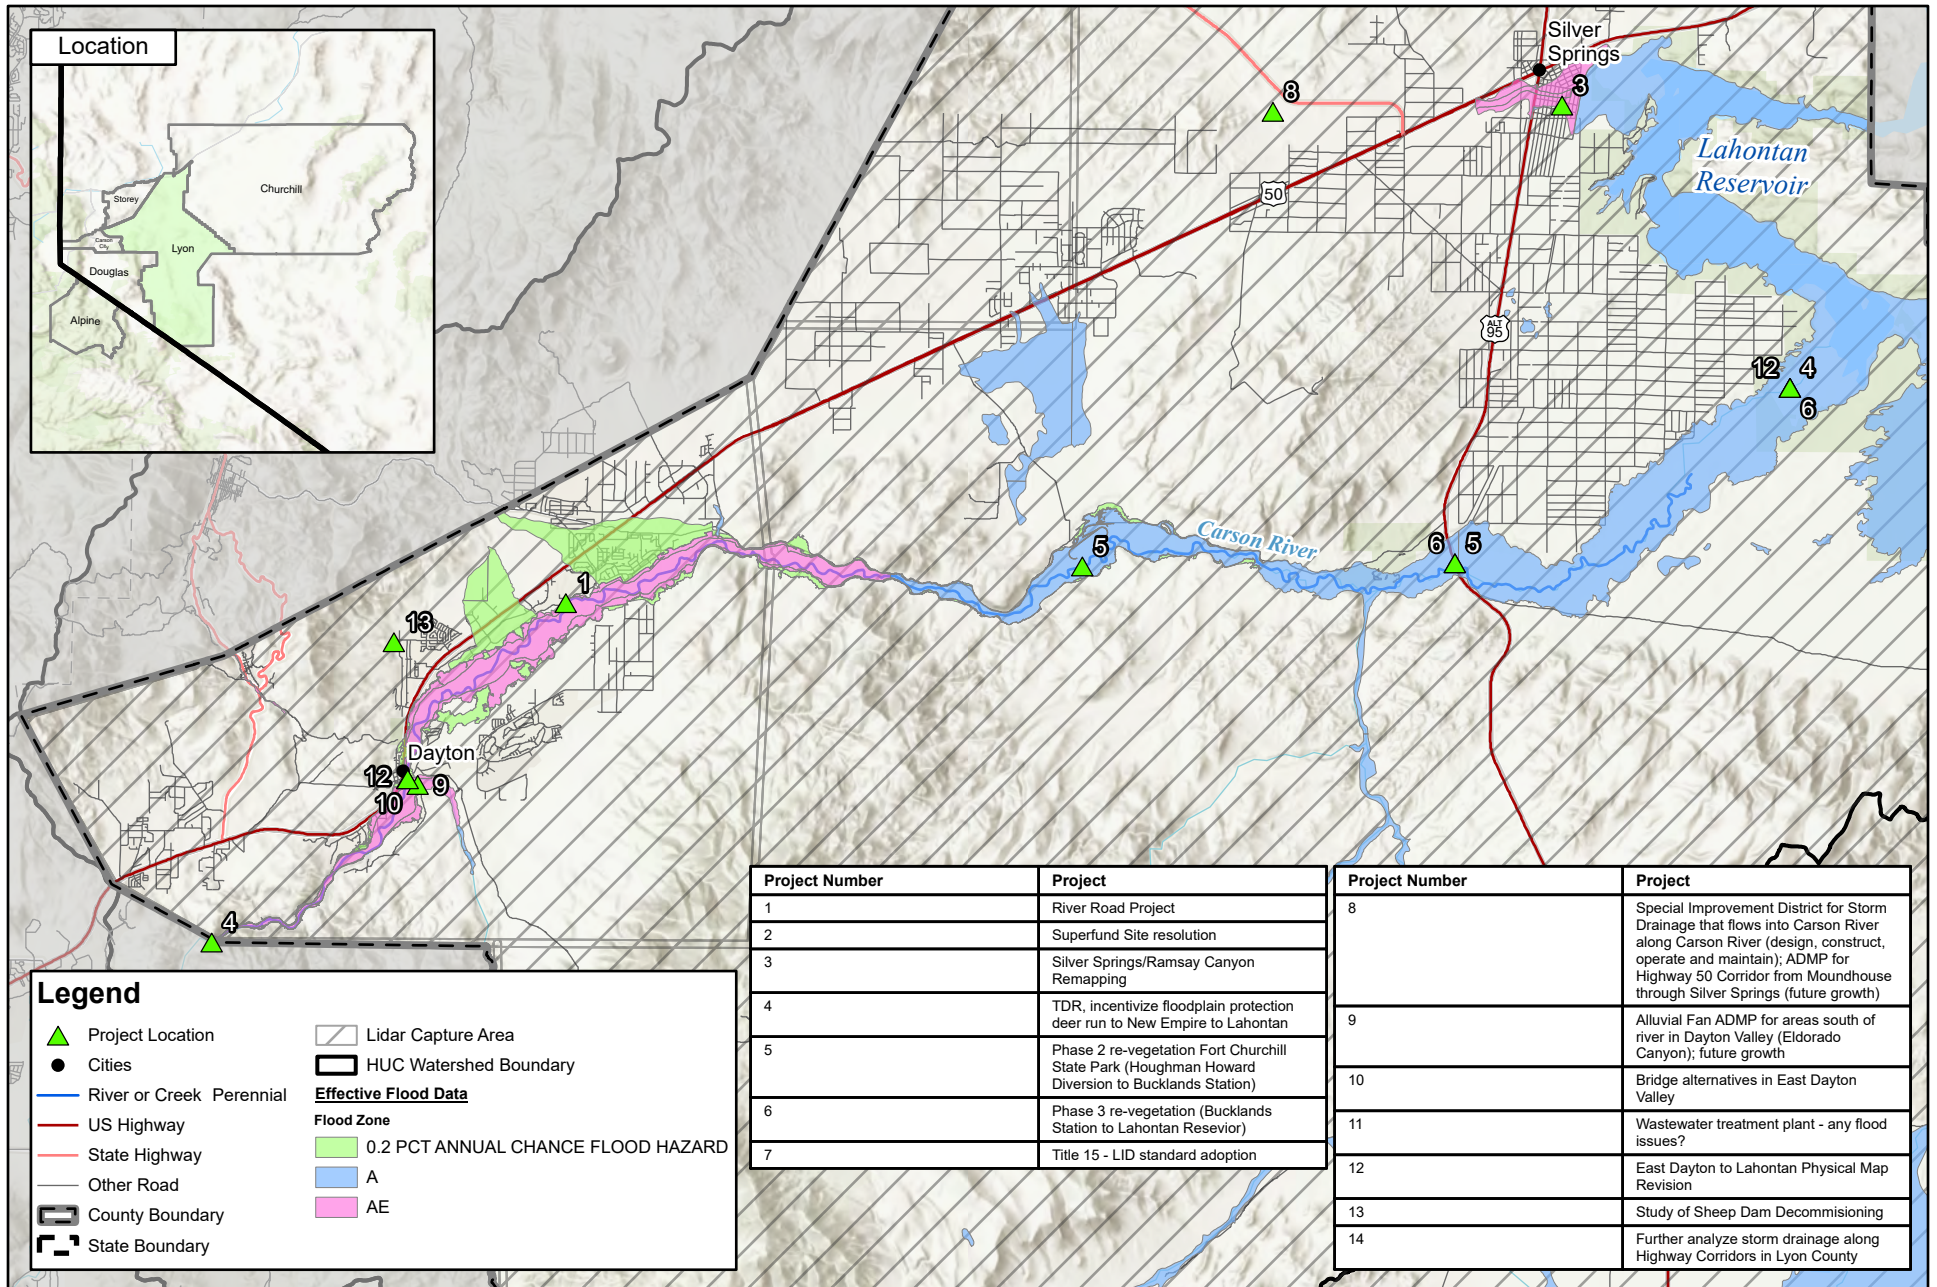 Location
Churchill
Storey
Lyon
Carson
City
Douglas
Alpine
Silver
Springs
3
8
50
Lahontan
Reservoir
ALT
95
12
4
6
Carson River
5
6
5
1
13
Dayton
12
9
10
4
Legend
Project Location
Cities
River or Creek Perennial
US Highway
State Highway
Other Road
County Boundary
State Boundary
Lidar Capture Area
HUC Watershed Boundary
Effective Flood Data
Flood Zone
0.2 PCT ANNUAL CHANCE FLOOD HAZARD
A
AE
Project Number Project
1 River Road Project
2 Superfund Site resolution
3 Silver Springs/Ramsay Canyon
Remapping
4 TDR, incentivize floodplain protection
deer run to New Empire to Lahontan
5 Phase 2 re-vegetation Fort Churchill
State Park (Houghman Howard
Diversion to Bucklands Station)
6 Phase 3 re-vegetation (Bucklands
Station to Lahontan Resevior)
7 Title 15 - LID standard adoption
Project Number Project
8 Special Improvement District for Storm
Drainage that flows into Carson River
along Carson River (design, construct,
operate and maintain); ADMP for
Highway 50 Corridor from Moundhouse
through Silver Springs (future growth)
9 Alluvial Fan ADMP for areas south of
river in Dayton Valley (Eldorado
Canyon); future growth
10 Bridge alternatives in East Dayton
Valley
11 Wastewater treatment plant - any flood
issues?
12 East Dayton to Lahontan Physical Map
Revision
13 Study of Sheep Dam Decommisioning
14 Further analyze storm drainage along
Highway Corridors in Lyon County